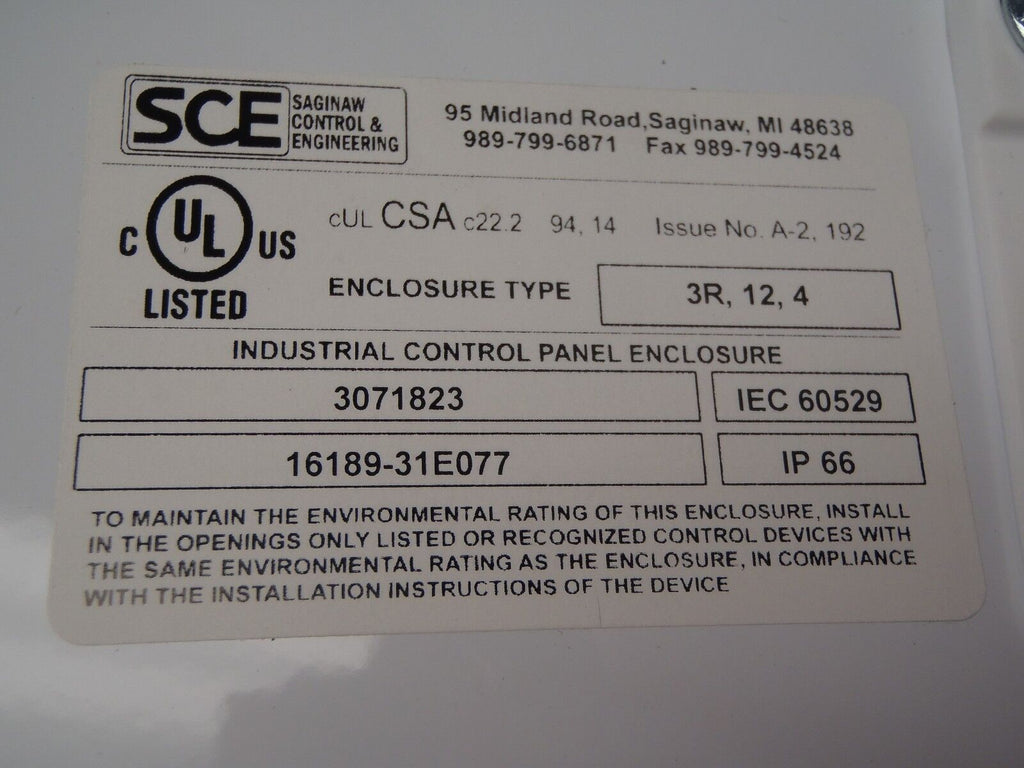 SCE SAGINAW CONTROL & ENGINEERING
95 Midland Road,Saginaw, MI 48638
989-799-6871 Fax 989-799-4524
C UL US LISTED
cUL CSA c22.2 94, 14 Issue No. A-2, 192
ENCLOSURE TYPE 3R, 12, 4
INDUSTRIAL CONTROL PANEL ENCLOSURE
3071823 IEC 60529
16189-31E077 IP 66
TO MAINTAIN THE ENVIRONMENTAL RATING OF THIS ENCLOSURE, INSTALL
IN THE OPENINGS ONLY LISTED OR RECOGNIZED CONTROL DEVICES WITH
THE SAME ENVIRONMENTAL RATING AS THE ENCLOSURE, IN COMPLIANCE
WITH THE INSTALLATION INSTRUCTIONS OF THE DEVICE